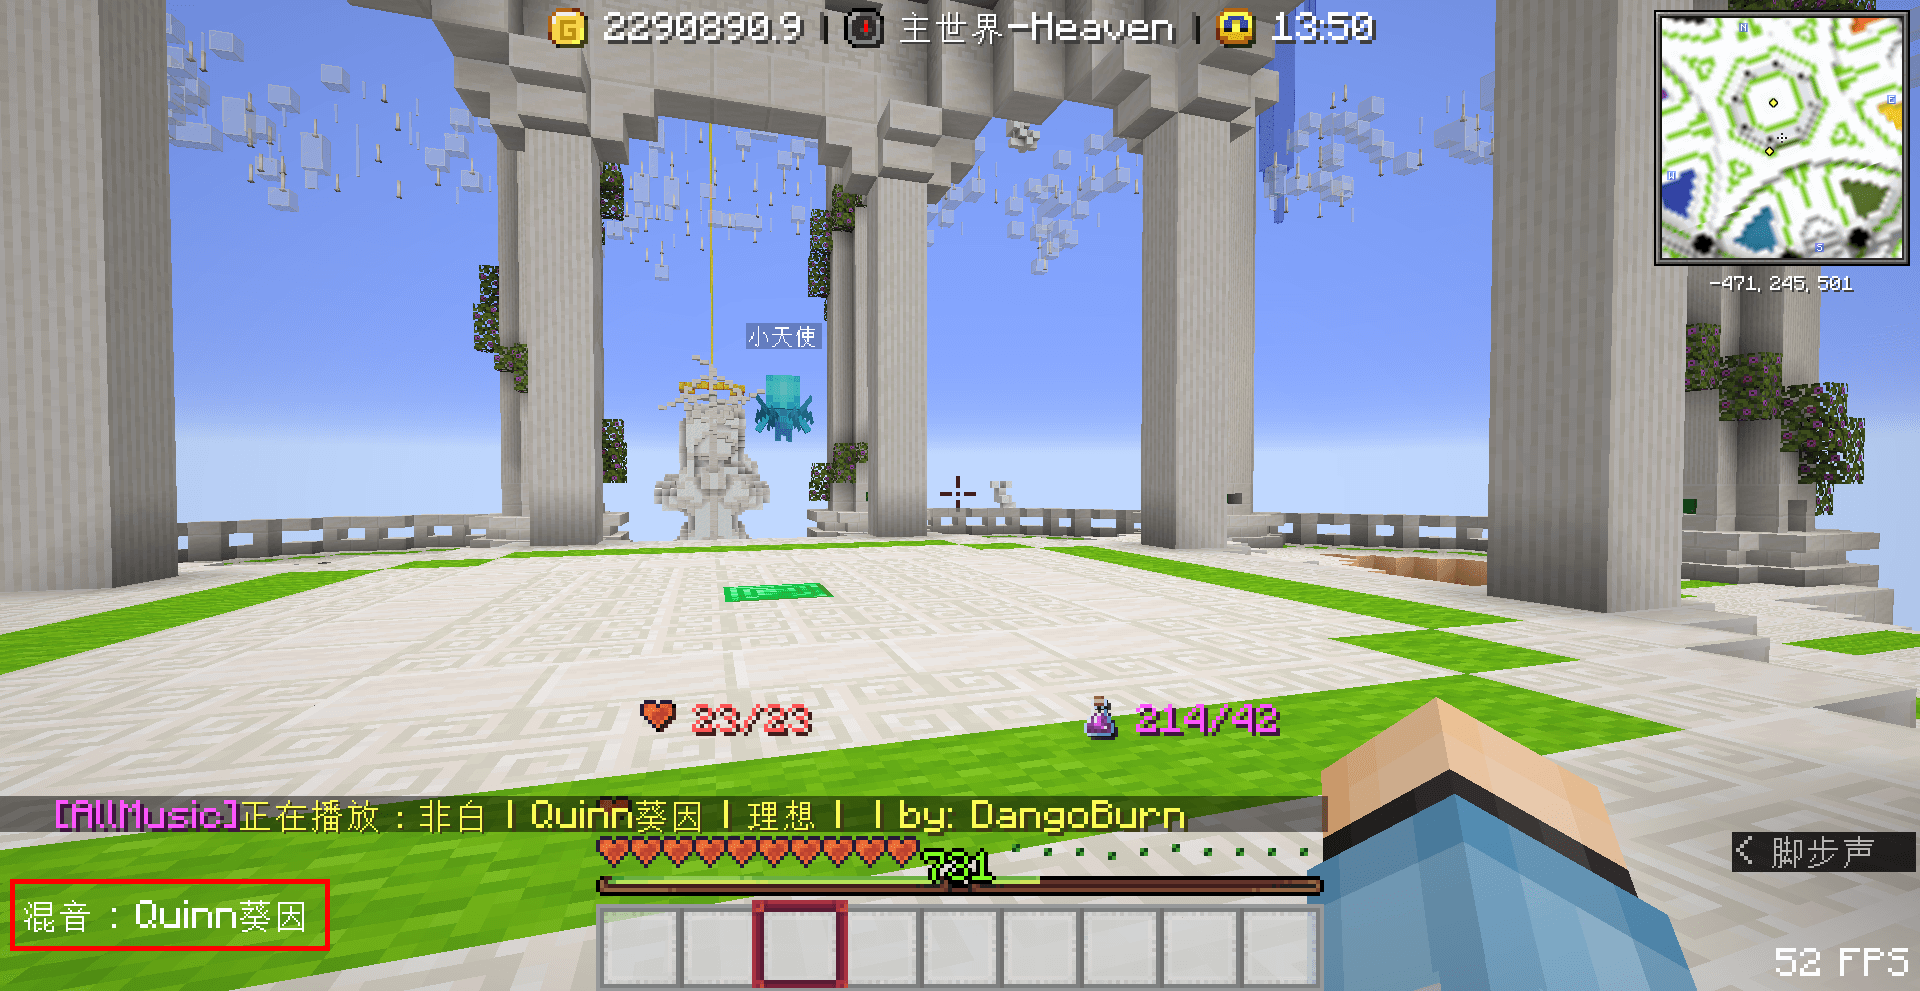 2290890.9 | 主世界-Heaven | 13:50
N
E
W
S
-471, 245, 501
小天使
23/23
214/42
[AllMusic]正在播放：非白 | Quinn葵因 | 理想 | | by: DangoBurn
781
< 脚步声
混音：Quinn葵因
52 FPS